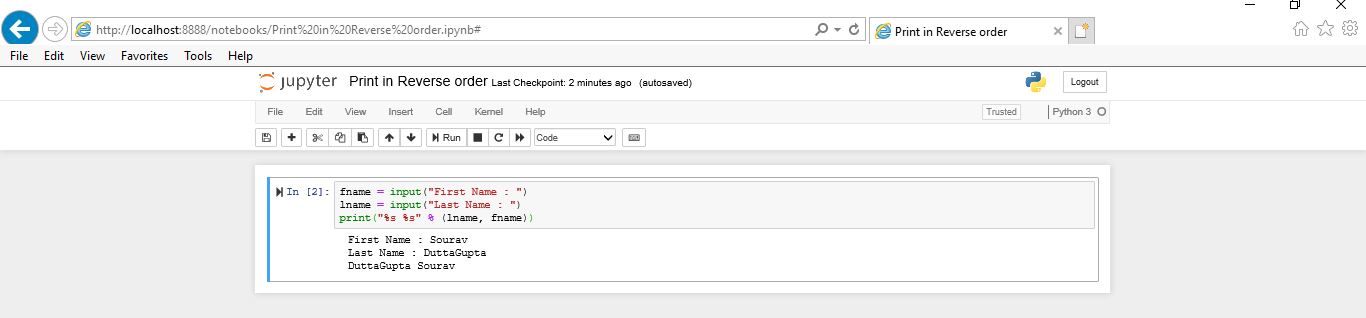 http://localhost:8888/notebooks/Print%20in%20Reverse%20order.ipynb#
Print in Reverse order
File Edit View Favorites Tools Help
jupyter Print in Reverse order Last Checkpoint: 2 minutes ago (autosaved)
Logout
File Edit View Insert Cell Kernel Help
Trusted Python 3
Run Code
In [2]: fname = input("First Name : ")
lname = input("Last Name : ")
print("%s %s" % (lname, fname))
First Name : Sourav
Last Name : DuttaGupta
DuttaGupta Sourav